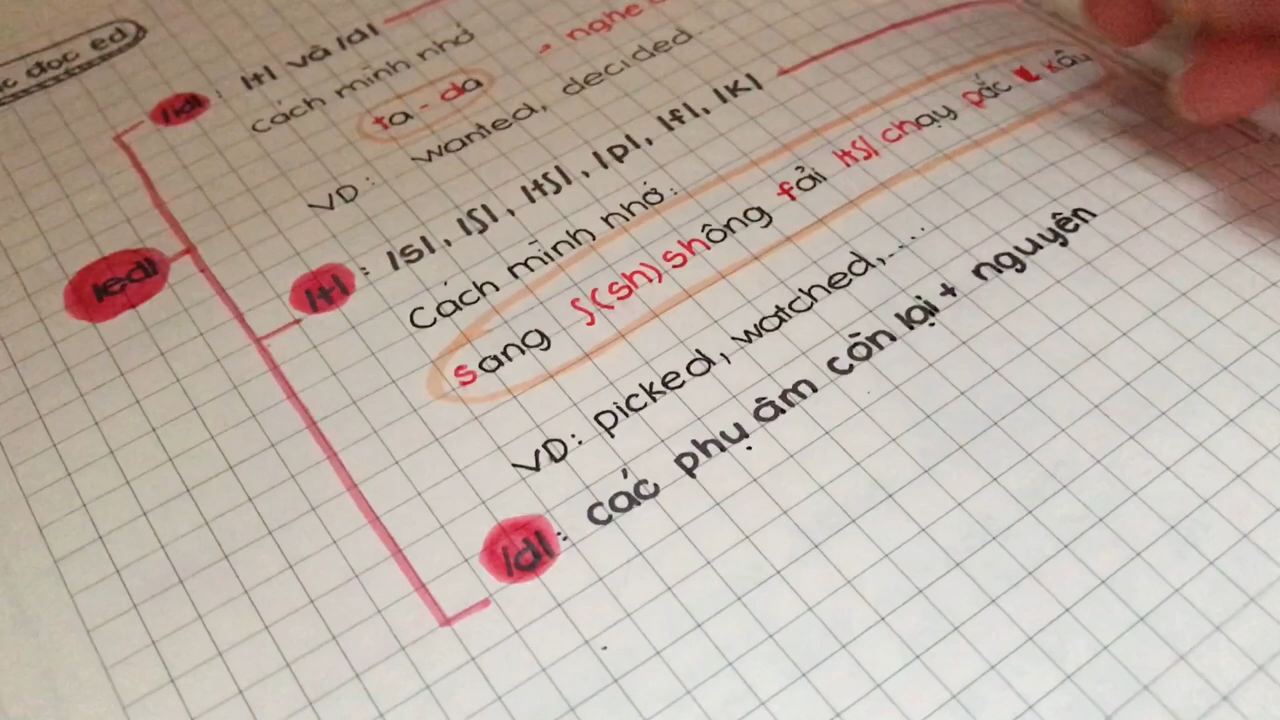 đọc ed
/id/ : /t/ và /d/
cách mình nhớ → nghe
ta - da
VD: wanted, decided
/ed/
/t/ : /s/, /ʃ/, /tʃ/, /p/, /f/, /k/
Cách mình nhớ:
sang ʃ(sh) shông fải /tʃ/ chạy pắc
VD: picked, watched,....
/d/: các phụ âm còn lại + nguyên